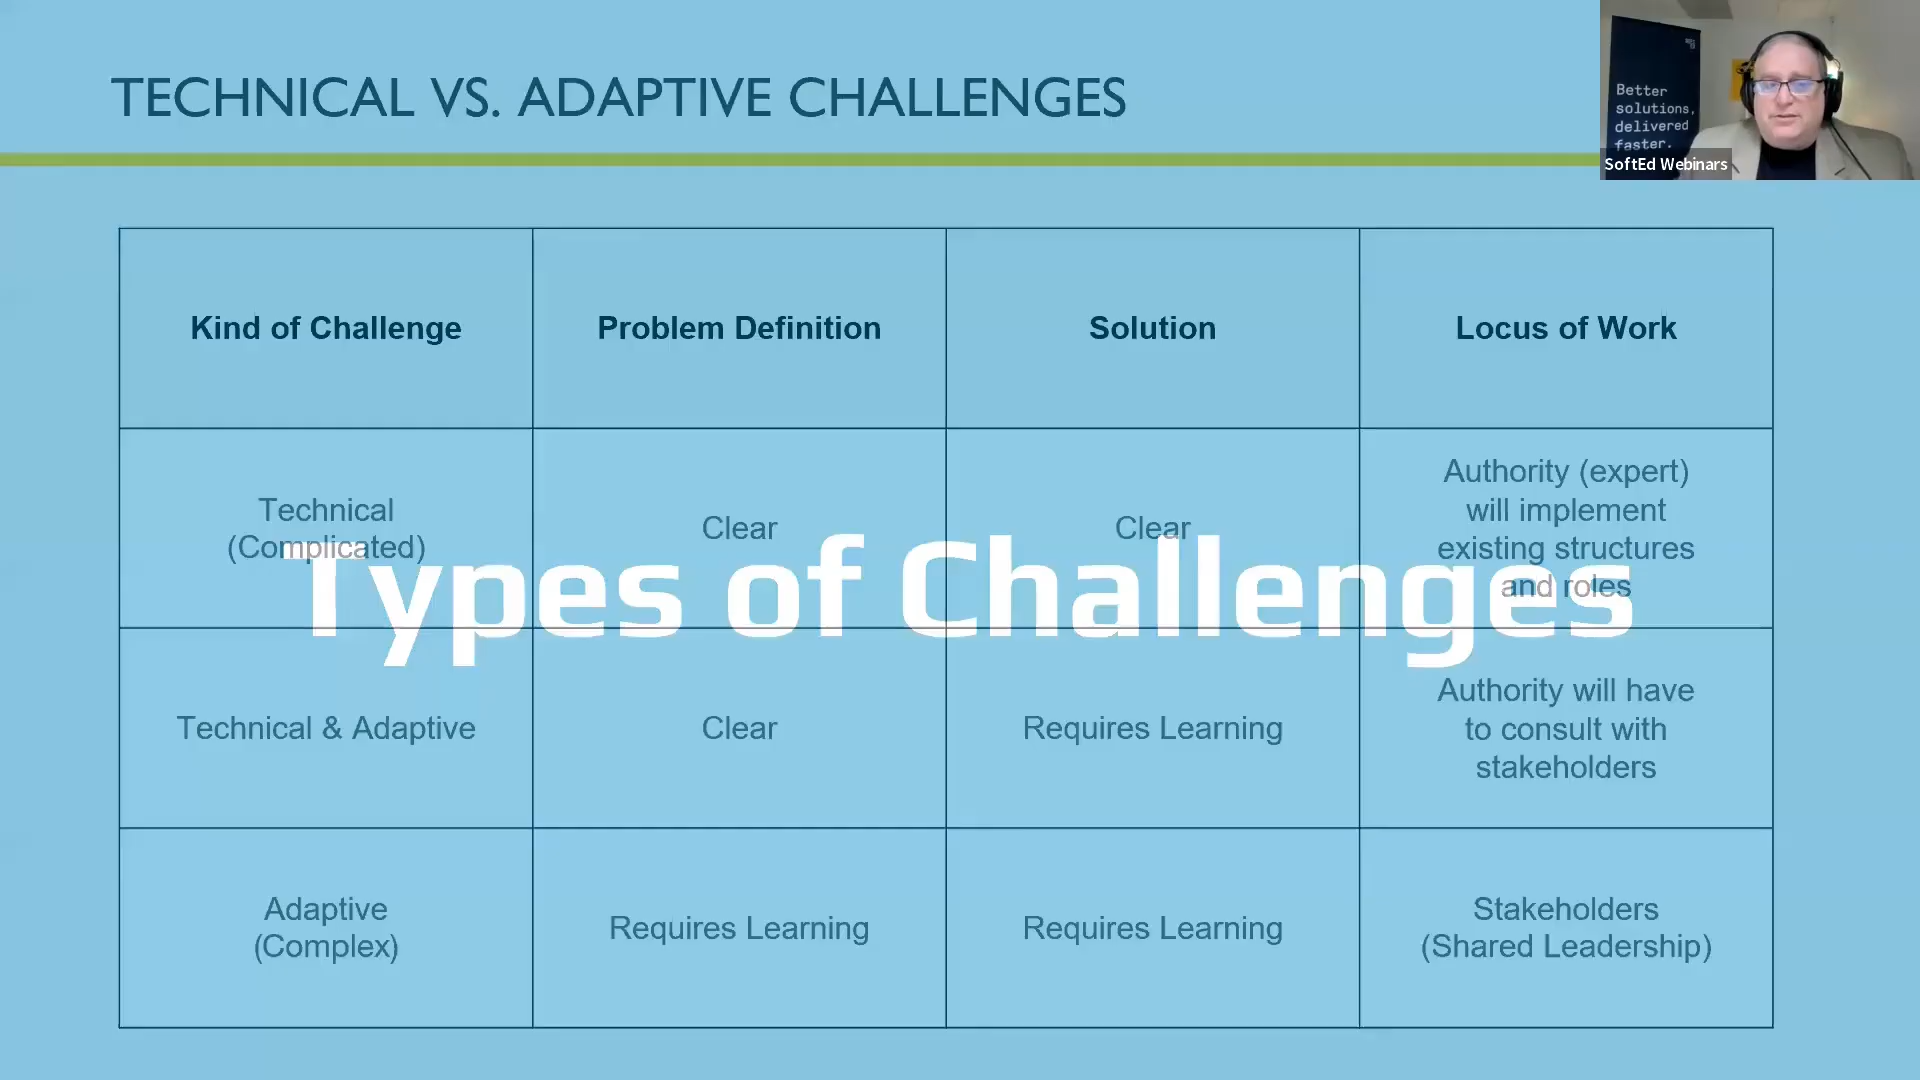 TECHNICAL VS. ADAPTIVE CHALLENGES
Better
solutions,
delivered
faster.
SoftEd Webinars
Kind of Challenge
Problem Definition
Solution
Locus of Work
Technical
(Complicated)
Clear
Clear
Authority (expert)
will implement
existing structures
and roles
Types of Challenges
Technical & Adaptive
Clear
Requires Learning
Authority will have
to consult with
stakeholders
Adaptive
(Complex)
Requires Learning
Requires Learning
Stakeholders
(Shared Leadership)